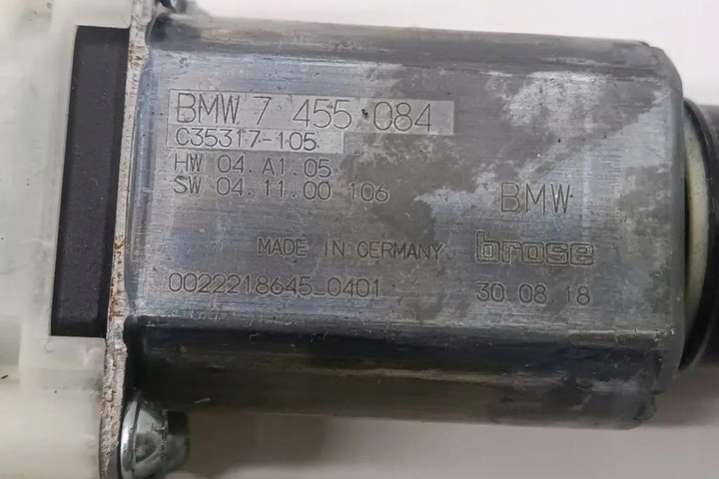 BMW 7 455 084
C35317-105
HW 04.A1.05
SW 04.11.00 106
BMW
MADE IN GERMANY
brose
0022218645_0401
30.08.18